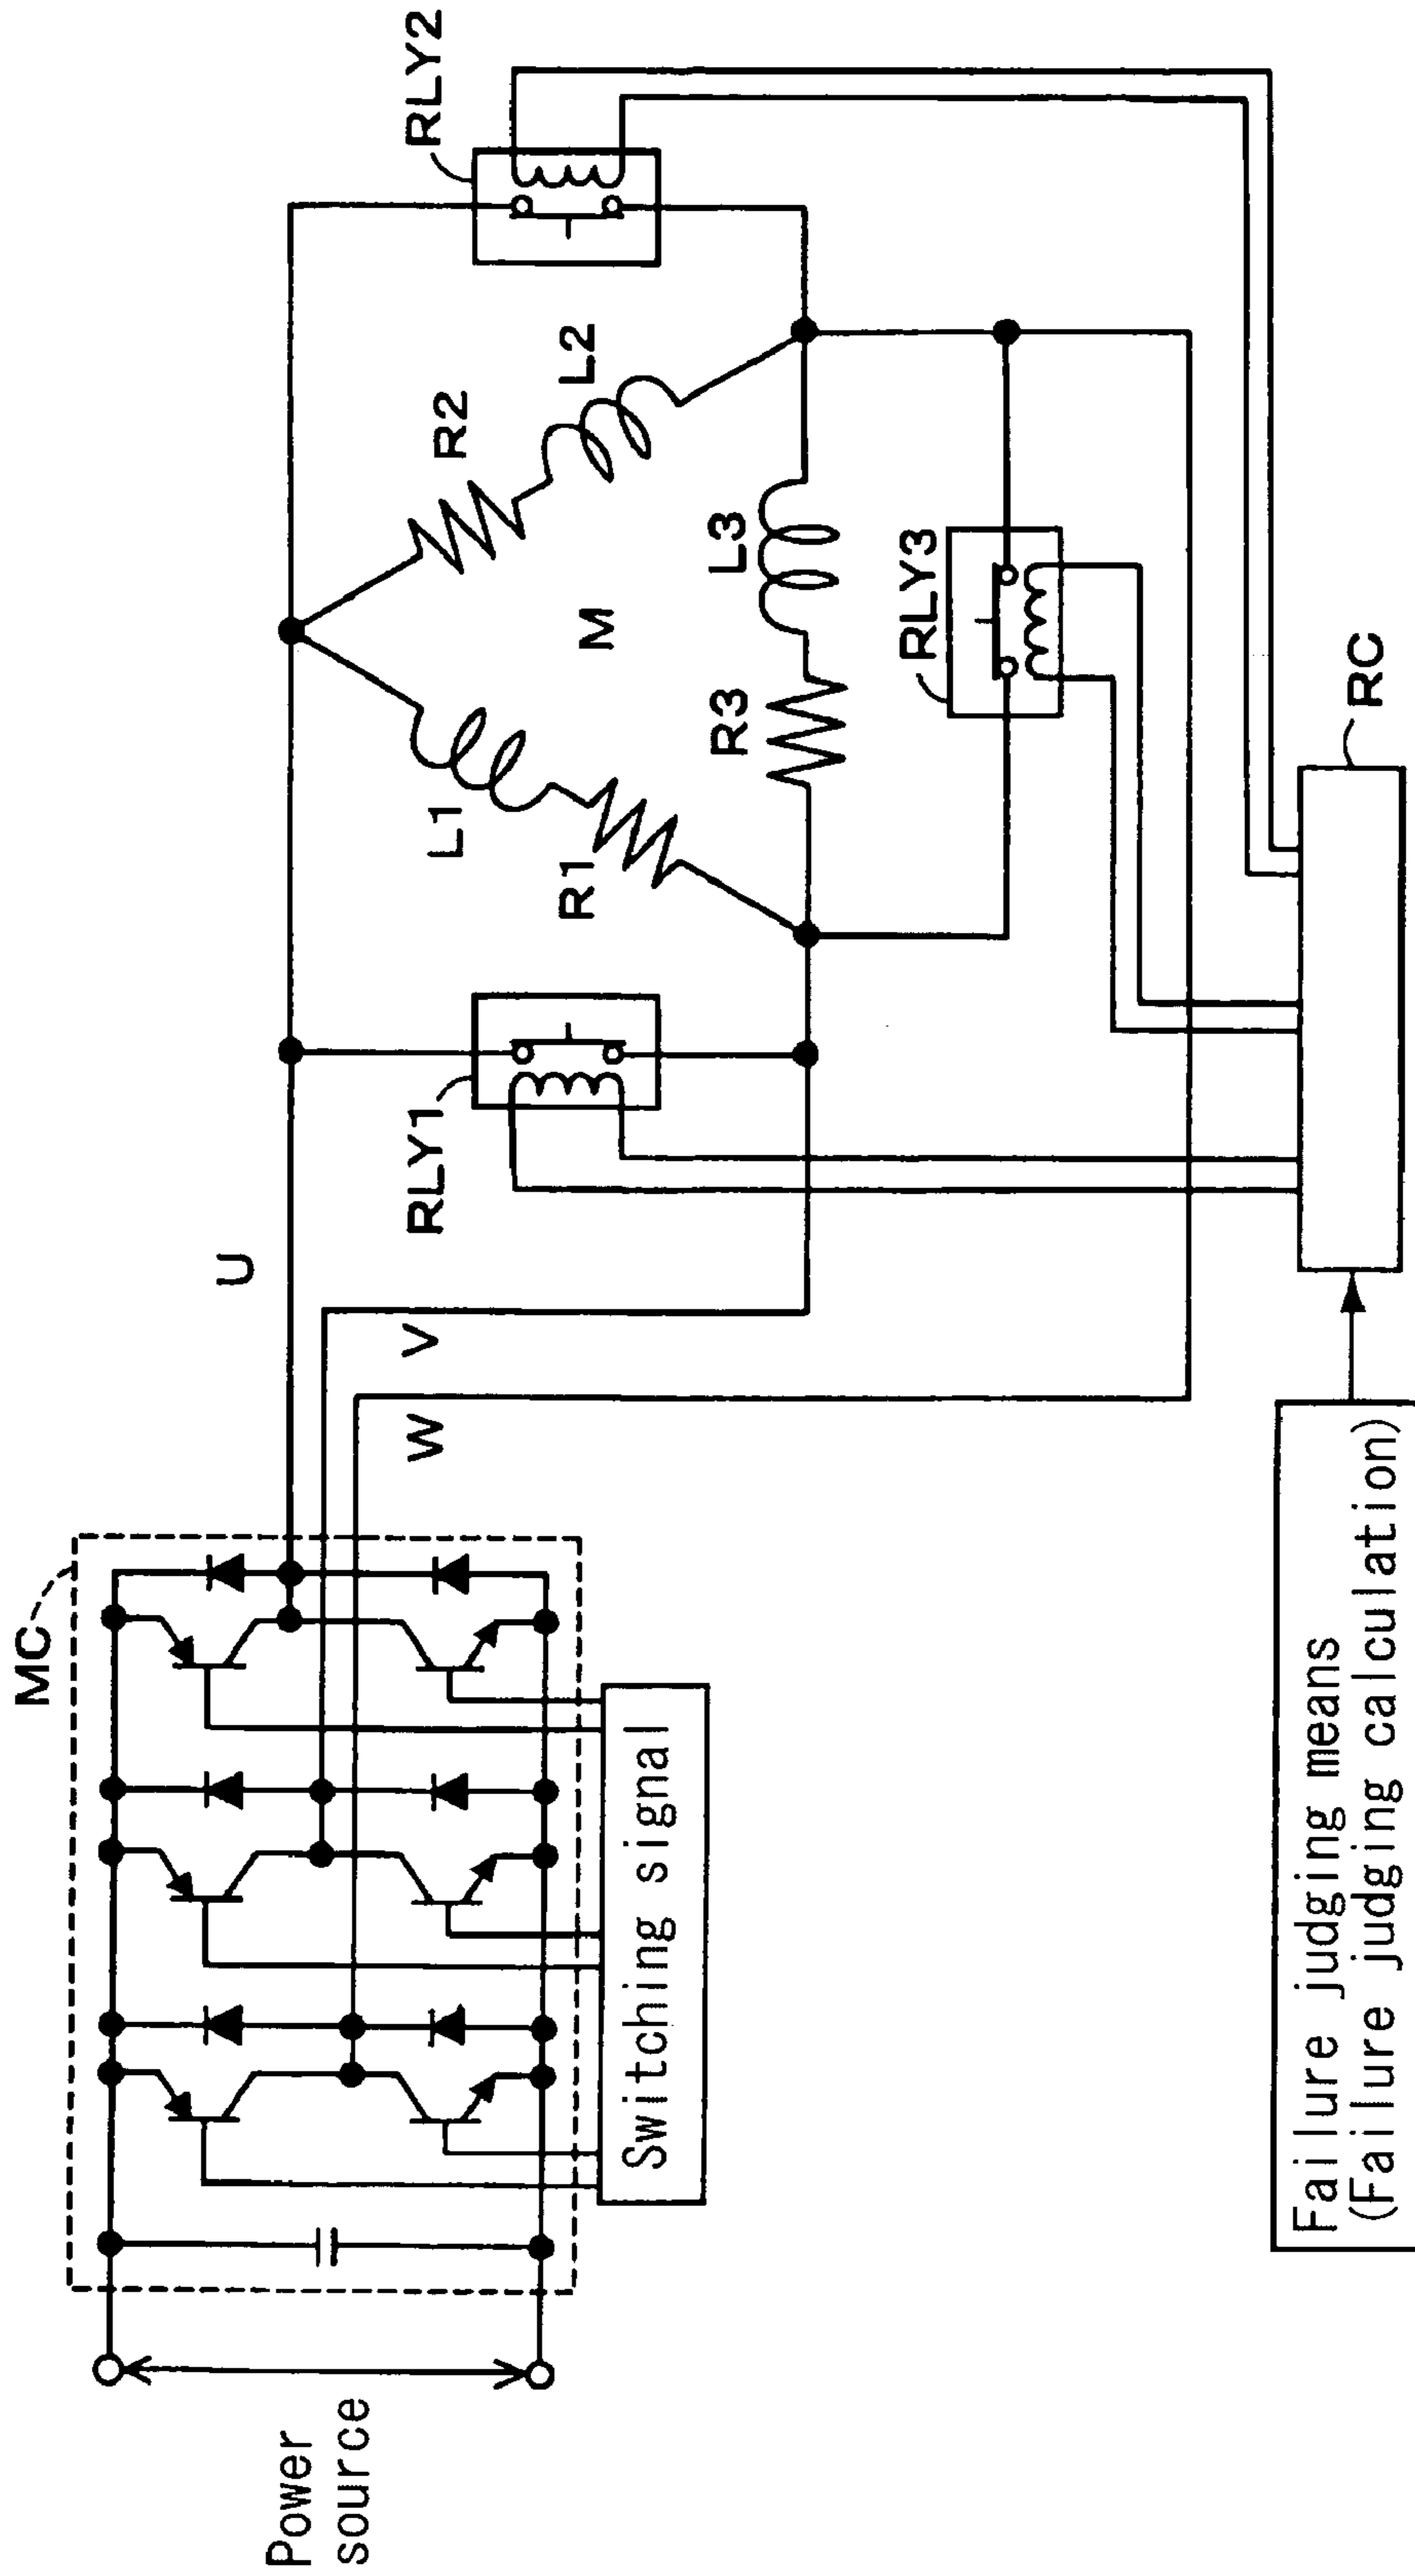 MC
Power
source
Switching signal
U
V
W
RLY1
RLY2
L1
R1
R2
L2
M
R3
L3
RLY3
RC
Failure judging means
(Failure judging calculation)